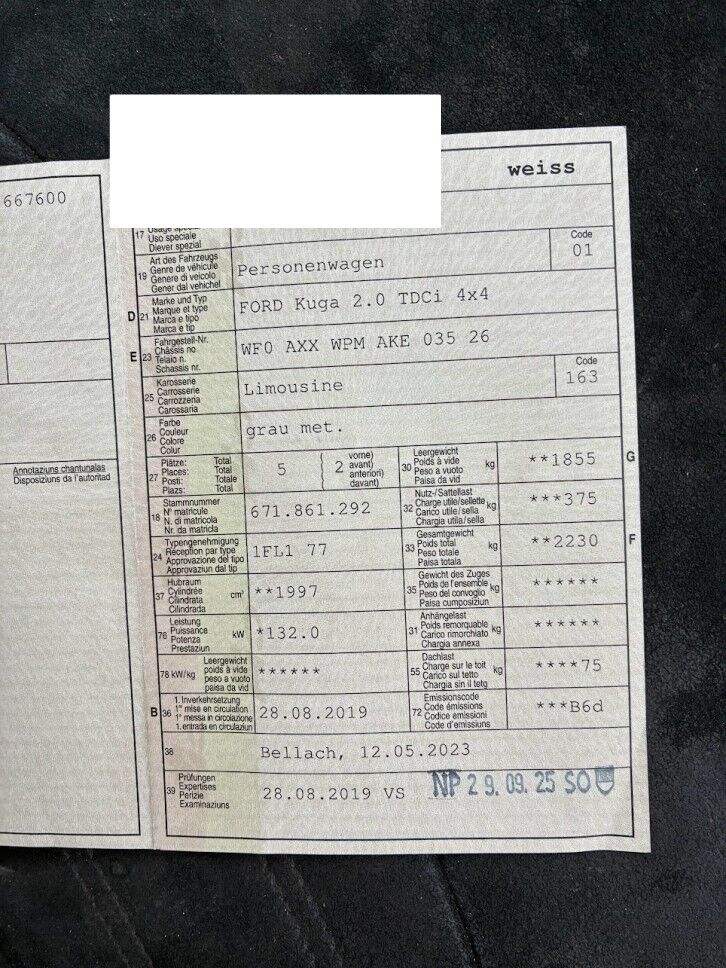 667600
Annotaziuns chantunalas
Disposiziuns da l'autoritad
weiss
17
Uso speciale
Diever spezial
19 Art des Fahrzeugs
Genre de véhicule
Genere di veicolo
Gener dal vehichel
Personenwagen
Code
01
D 21 Marke und Typ
Marque et type
Marca e tipo
Marca e tip
FORD Kuga 2.0 TDCi 4x4
E 23 Fahrgestell-Nr.
Châssis no
Telaio n.
Schassis nr.
WF0 AXX WPM AKE 035 26
25 Karosserie
Carrosserie
Carrozzeria
Carossaria
Limousine
Code
163
26 Farbe
Couleur
Colore
Colur
grau met.
27 Plätze: Total
Places: Total
Posti: Totale
Plazs: Total
5
2 vorne)
avant)
anteriori)
davant)
30 Leergewicht
Poids à vide
Peso a vuoto
Paisa da vid
kg
**1855
G
18 Stammnummer
N° matricule
N. di matricola
Nr. da matricla
671.861.292
32 Nutz-/Sattellast
Charge utile/sellette
Carico utile/sella
Chargia utila/sella
kg
***375
24 Typengenehmigung
Réception par type
Approvazione del tipo
Approvaziun dal tip
1FL1 77
33 Gesamtgewicht
Poids total
Peso totale
Paisa totala
kg
**2230
F
37 Hubraum
Cylindrée
Cilindrata
Cilindrada
cm³
**1997
35 Gewicht des Zuges
Poids de l'ensemble
Peso del convoglio
Paisa cumposiziun
kg
******
76 Leistung
Puissance
Potenza
Prestaziun
kW
*132.0
31 Anhängelast
Poids remorquable
Carico rimorchiato
Chargia annexa
kg
******
78 kW/kg
Leergewicht
poids à vide
peso a vuoto
paisa da vid
******
55 Dachlast
Charge sur le toit
Carico sul tetto
Chargia sin il tetg
kg
****75
B 36 1. Inverkehrsetzung
1re mise en circulation
1a messa in circolazione
1. entrada en circulaziun
28.08.2019
72 Emissionscode
Code émissions
Codice emissioni
Code d'emissiuns
***B6d
38
Bellach, 12.05.2023
39 Prüfungen
Expertises
Perizie
Examinaziuns
28.08.2019 VS
NP 29.09.25 SO